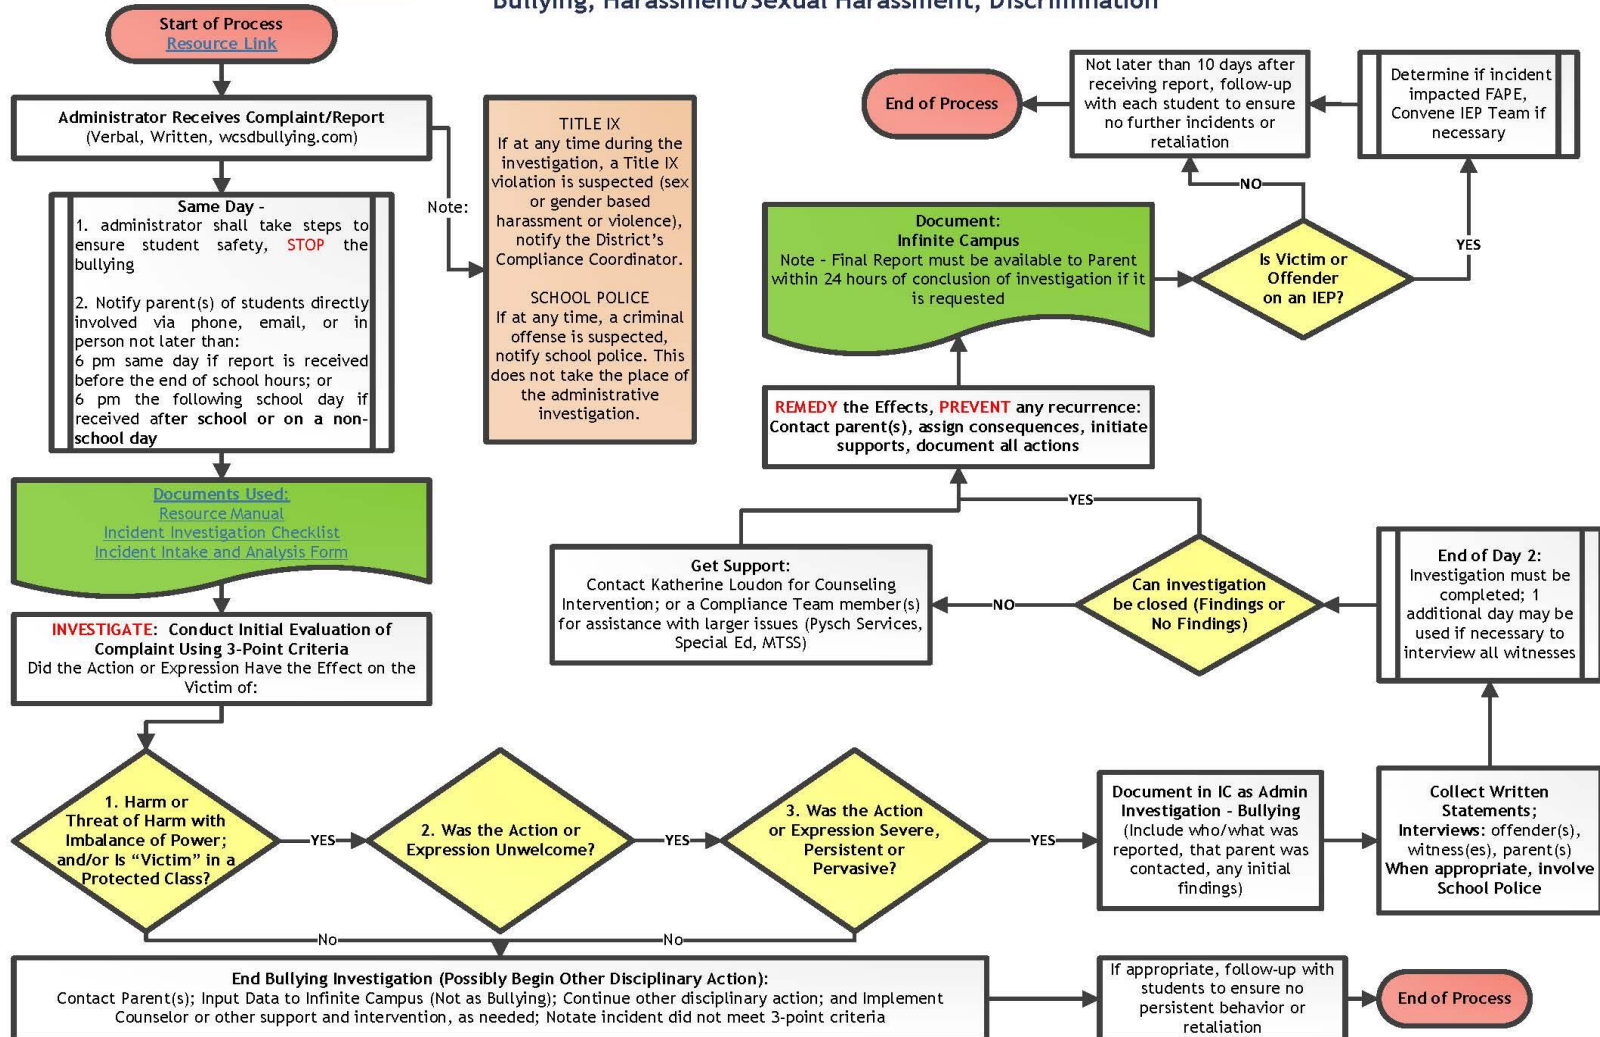 Bullying, Harassment/Sexual Harassment, Discrimination
Start of Process
Resource Link
Administrator Receives Complaint/Report
(Verbal, Written, wcsdbullying.com)
Note:
Same Day -
1. administrator shall take steps to
ensure student safety, STOP the
bullying
2. Notify parent(s) of students directly
involved via phone, email, or in
person not later than:
6 pm same day if report is received
before the end of school hours; or
6 pm the following school day if
received after school or on a non-
school day
TITLE IX
If at any time during the
investigation, a Title IX
violation is suspected (sex
or gender based
harassment or violence),
notify the District's
Compliance Coordinator.
SCHOOL POLICE
If at any time, a criminal
offense is suspected,
notify school police. This
does not take the place of
the administrative
investigation.
Documents Used:
Resource Manual
Incident Investigation Checklist
Incident Intake and Analysis Form
INVESTIGATE: Conduct Initial Evaluation of
Complaint Using 3-Point Criteria
Did the Action or Expression Have the Effect on the
Victim of:
1. Harm or
Threat of Harm with
Imbalance of Power;
and/or Is “Victim” in a
Protected Class?
YES
2. Was the Action or
Expression Unwelcome?
YES
3. Was the Action
or Expression Severe,
Persistent or
Pervasive?
YES
Document in IC as Admin
Investigation - Bullying
(Include who/what was
reported, that parent was
contacted, any initial
findings)
Collect Written
Statements;
Interviews: offender(s),
witness(es), parent(s)
When appropriate, involve
School Police
End of Day 2:
Investigation must be
completed; 1
additional day may be
used if necessary to
interview all witnesses
Can investigation
be closed (Findings or
No Findings)
NO
YES
Get Support:
Contact Katherine Loudon for Counseling
Intervention; or a Compliance Team member(s)
for assistance with larger issues (Pysch Services,
Special Ed, MTSS)
REMEDY the Effects, PREVENT any recurrence:
Contact parent(s), assign consequences, initiate
supports, document all actions
Document:
Infinite Campus
Note - Final Report must be available to Parent
within 24 hours of conclusion of investigation if it
is requested
Is Victim or
Offender
on an IEP?
NO
YES
Determine if incident
impacted FAPE,
Convene IEP Team if
necessary
Not later than 10 days after
receiving report, follow-up
with each student to ensure
no further incidents or
retaliation
End of Process
No
No
End Bullying Investigation (Possibly Begin Other Disciplinary Action):
Contact Parent(s); Input Data to Infinite Campus (Not as Bullying); Continue other disciplinary action; and Implement
Counselor or other support and intervention, as needed; Notate incident did not meet 3-point criteria
If appropriate, follow-up with
students to ensure no
persistent behavior or
retaliation
End of Process